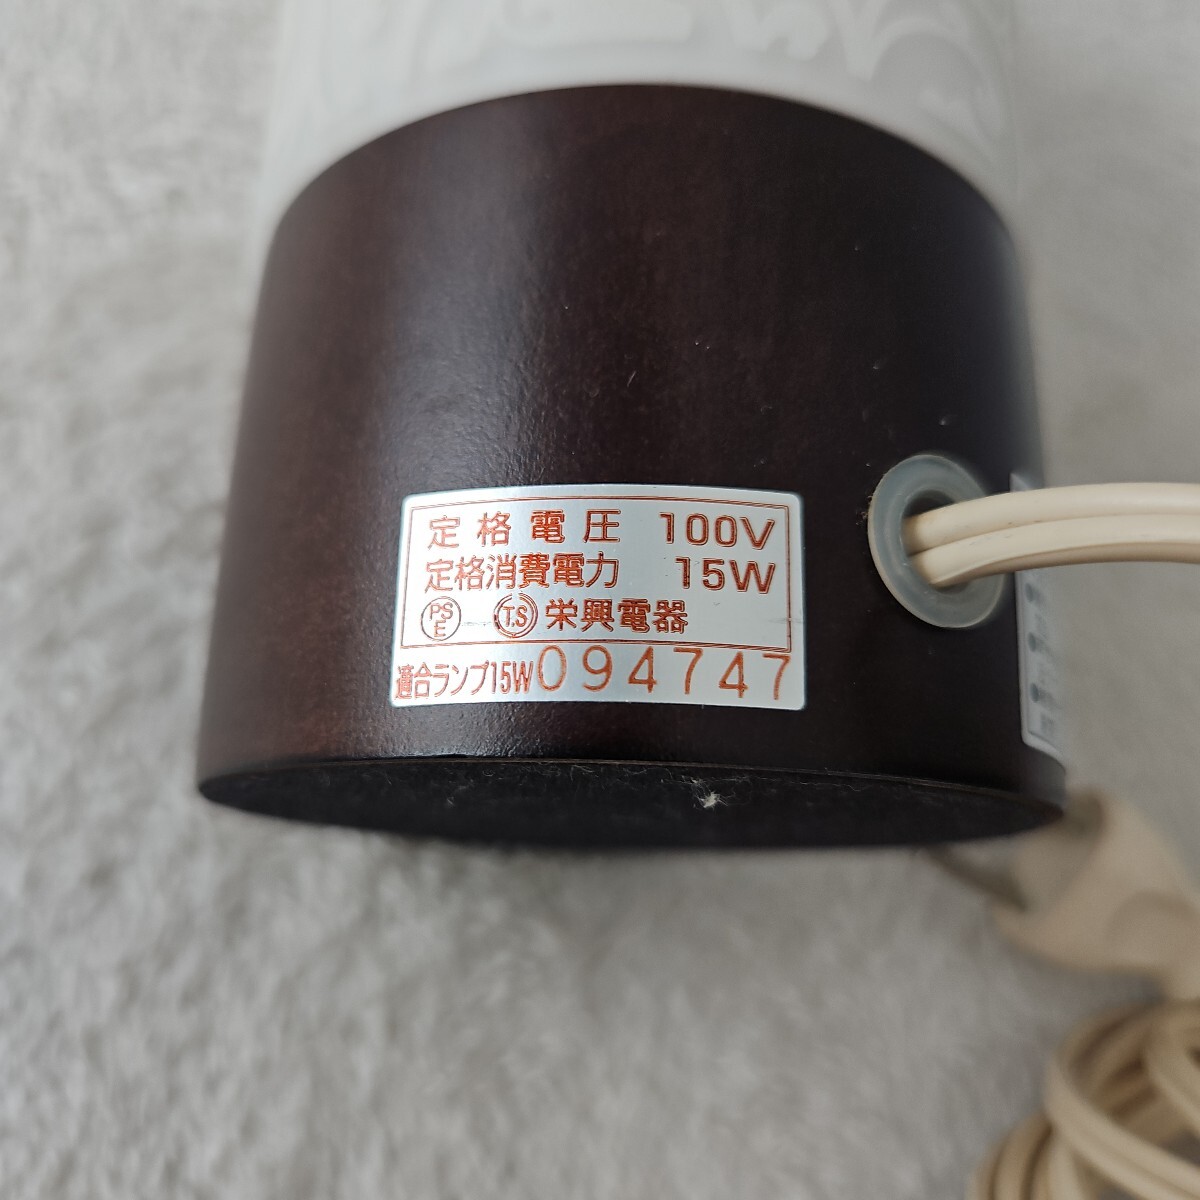 定格電圧 100V
定格消費電力 15W
PSE T.S 栄興電器
適合ランプ15W 094747